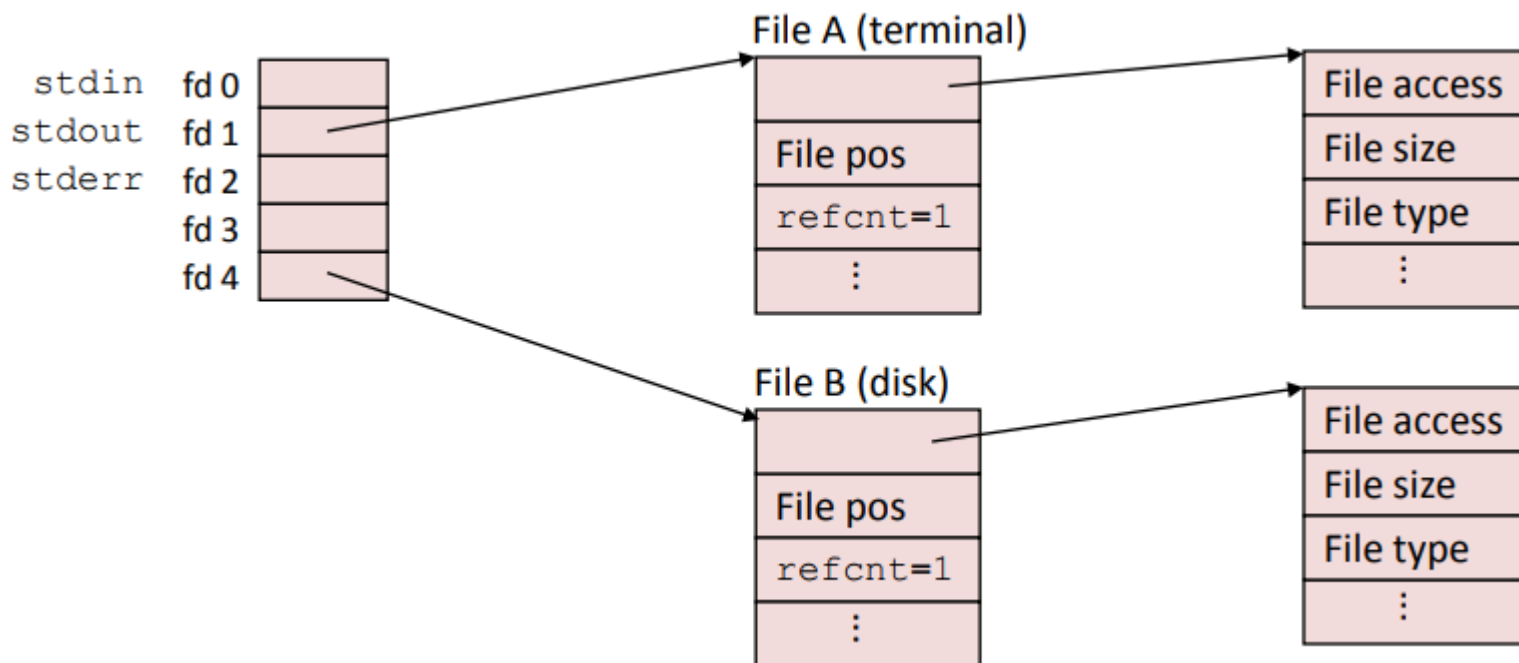 stdin fd 0
stdout fd 1
stderr fd 2
fd 3
fd 4
File A (terminal)
File pos
refcnt=1
⋮
File access
File size
File type
⋮
File B (disk)
File pos
refcnt=1
⋮
File access
File size
File type
⋮